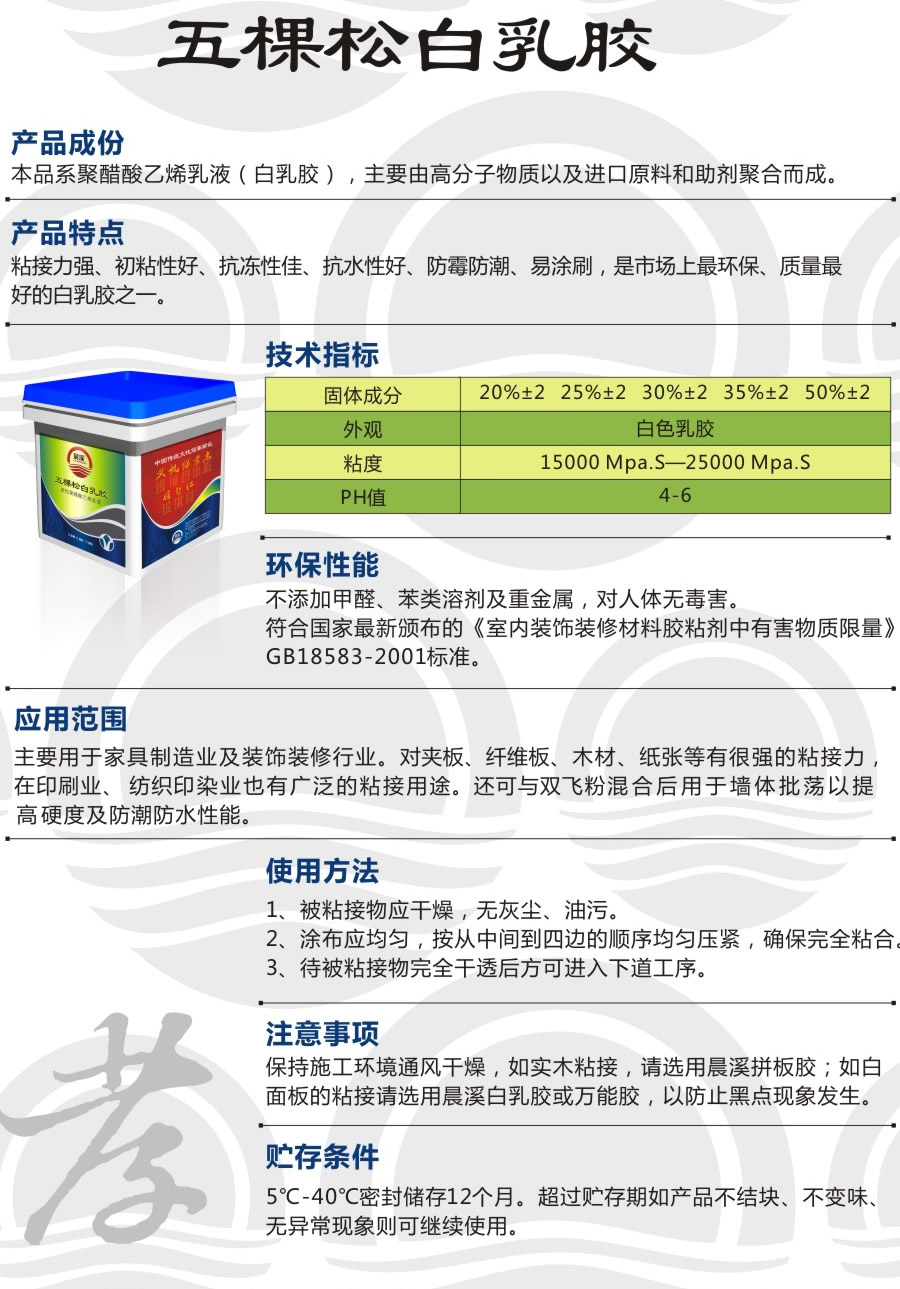 五棵松白乳胶
产品成份
本品系聚醋酸乙烯乳液（白乳胶），主要由高分子物质以及进口原料和助剂聚合而成。
产品特点
粘接力强、初粘性好、抗冻性佳、抗水性好、防霉防潮、易涂刷，是市场上最环保、质量最
好的白乳胶之一。
技术指标
固体成分 20%±2 25%±2 30%±2 35%±2 50%±2
外观 白色乳胶
粘度 15000 Mpa.S—25000 Mpa.S
PH值 4-6
晨溪
五棵松白乳胶
中国传统文化
环保性能
不添加甲醛、苯类溶剂及重金属，对人体无毒害。
符合国家最新颁布的《室内装饰装修材料胶粘剂中有害物质限量》
GB18583-2001标准。
应用范围
主要用于家具制造业及装饰装修行业。对夹板、纤维板、木材、纸张等有很强的粘接力，
在印刷业、纺织印染业也有广泛的粘接用途。还可与双飞粉混合后用于墙体批荡以提
高硬度及防潮防水性能。
使用方法
1、被粘接物应干燥，无灰尘、油污。
2、涂布应均匀，按从中间到四边的顺序均匀压紧，确保完全粘合。
3、待被粘接物完全干透后方可进入下道工序。
注意事项
保持施工环境通风干燥，如实木粘接，请选用晨溪拼板胶；如白
面板的粘接请选用晨溪白乳胶或万能胶，以防止黑点现象发生。
贮存条件
5℃-40℃密封储存12个月。超过贮存期如产品不结块、不变味、
无异常现象则可继续使用。
孝